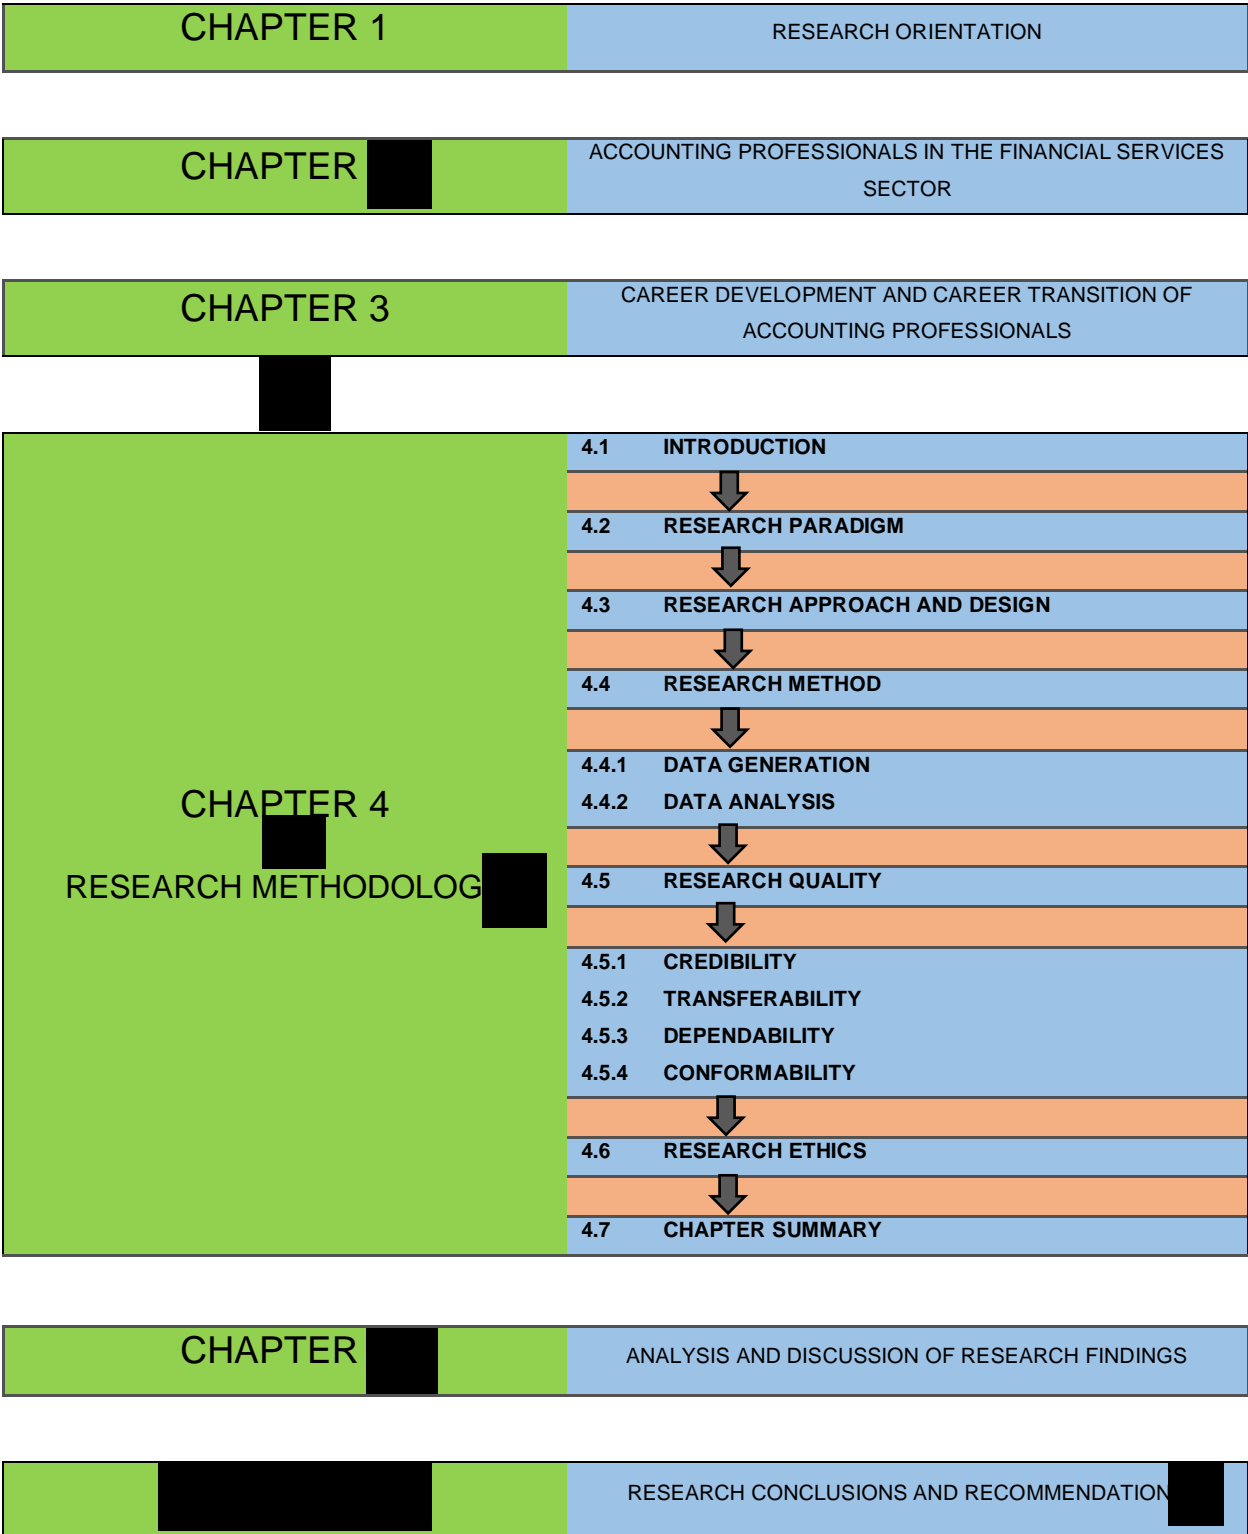 CHAPTER 1
RESEARCH ORIENTATION
CHAPTER
ACCOUNTING PROFESSIONALS IN THE FINANCIAL SERVICES
SECTOR
CHAPTER 3
CAREER DEVELOPMENT AND CAREER TRANSITION OF
ACCOUNTING PROFESSIONALS
CHAPTER 4
RESEARCH
4.1 INTRODUCTION
4.2 RESEARCH PARADIGM
4.3 RESEARCH APPROACH AND DESIGN
4.4 RESEARCH METHOD
4.4.1 DATA GENERATION
4.4.2 DATA ANALYSIS
4.5 RESEARCH QUALITY
4.5.1 CREDIBILITY
4.5.2 TRANSFERABILITY
4.5.3 DEPENDABILITY
4.5.4 CONFORMABILITY
4.6 RESEARCH ETHICS
4.7 CHAPTER SUMMARY
CHAPTER
ANALYSIS AND DISCUSSION OF RESEARCH FINDINGS
RESEARCH CONCLUSIONS AND